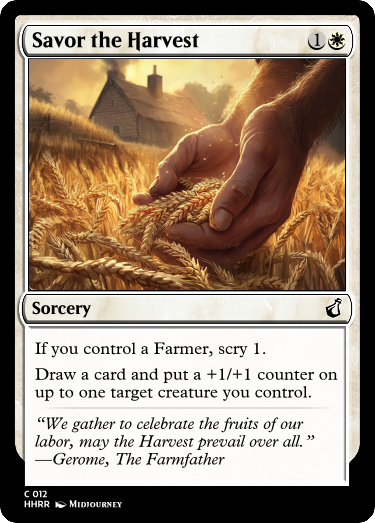 Savor the Harvest 1
Sorcery
If you control a Farmer, scry 1.
Draw a card and put a +1/+1 counter on
up to one target creature you control.
“We gather to celebrate the fruits of our
labor, may the Harvest prevail over all.”
—Gerome, The Farmfather
C 012
HHRR Midjourney